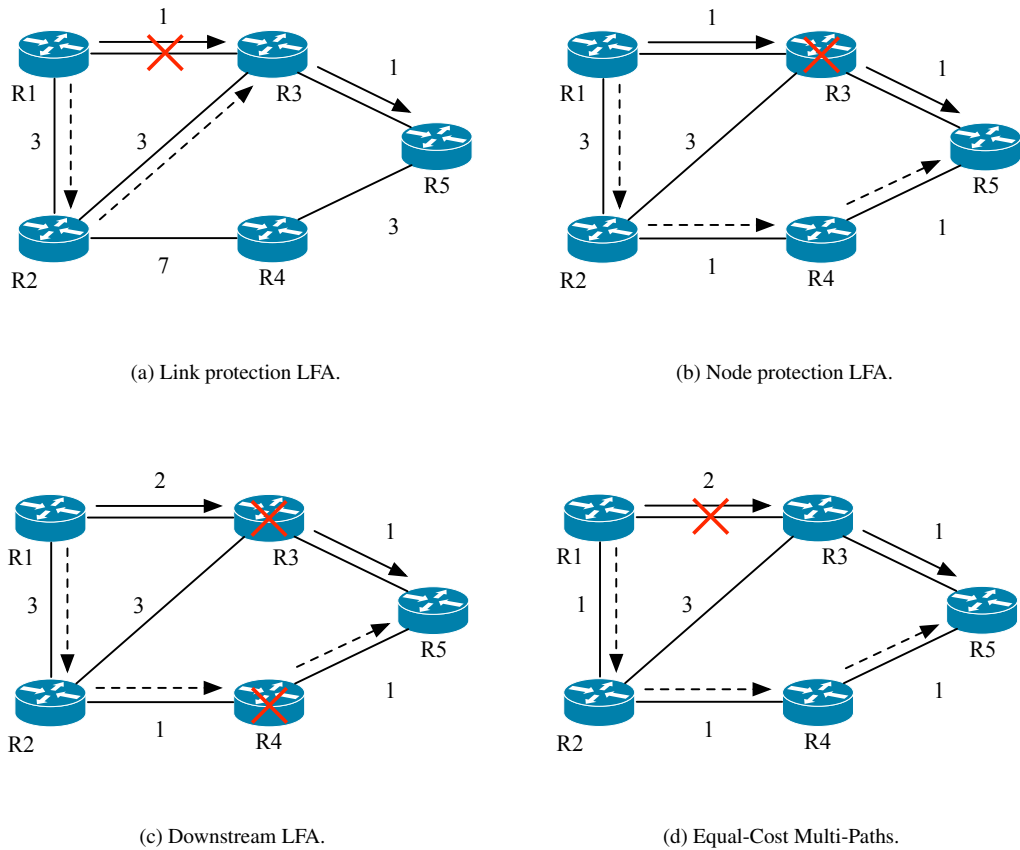 1
R1
R3
1
3
3
R5
R2
R4
7
3
(a) Link protection LFA.
1
R1
R3
1
3
3
R5
R2
R4
1
1
(b) Node protection LFA.
2
R1
R3
1
3
3
R5
R2
R4
1
1
(c) Downstream LFA.
2
R1
R3
1
1
3
R5
R2
R4
1
1
(d) Equal-Cost Multi-Paths.